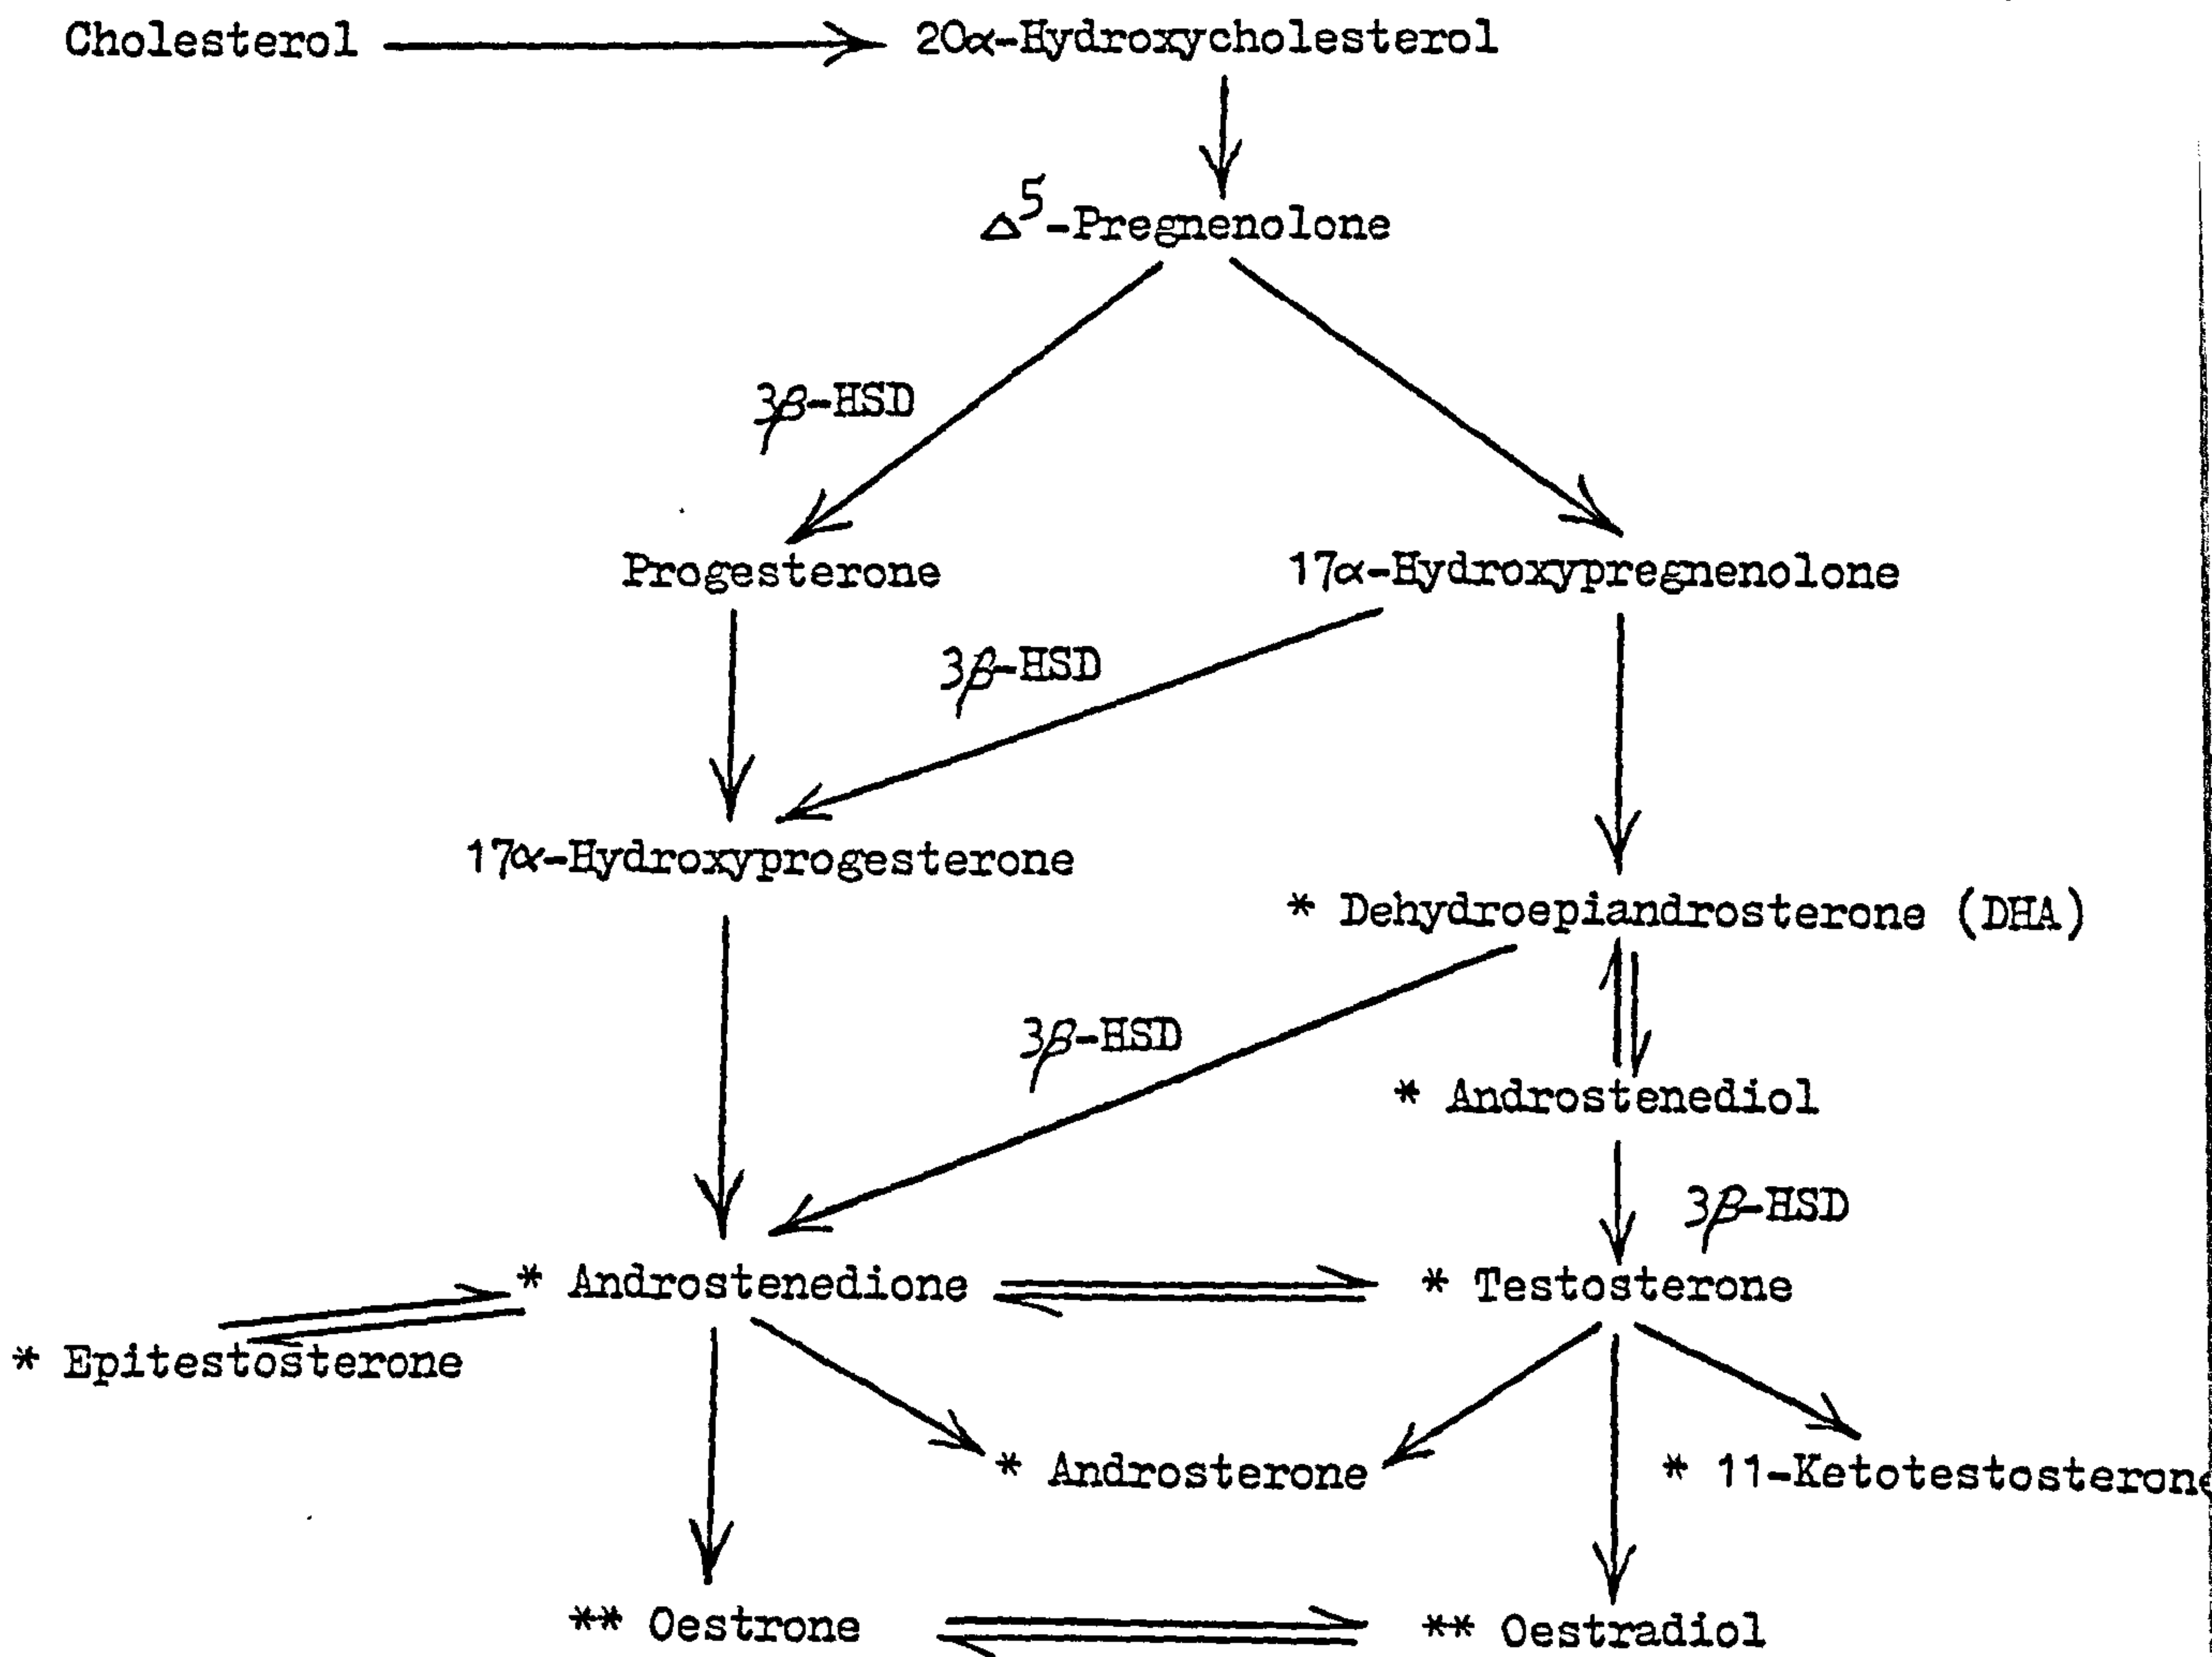 Cholesterol 20α-Hydroxycholesterol
Δ5-Pregnenolone
3β-HSD
Progesterone 17α-Hydroxypregnenolone
3β-HSD
17α-Hydroxyprogesterone
* Dehydroepiandrosterone (DHA)
3β-HSD
* Androstenediol
3β-HSD
* Androstenedione * Testosterone
* Epitestosterone
* Androsterone * 11-Ketotestosterone
** Oestrone ** Oestradiol